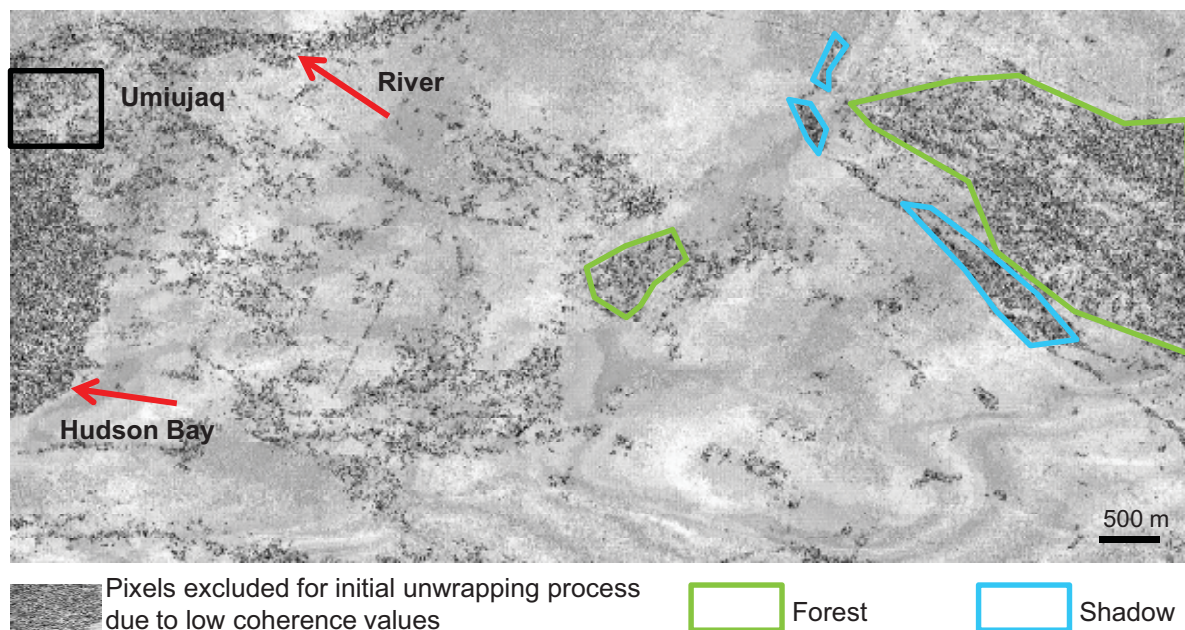 Umiujaq
River
Hudson Bay
500 m
Pixels excluded for initial unwrapping process
due to low coherence values
Forest
Shadow